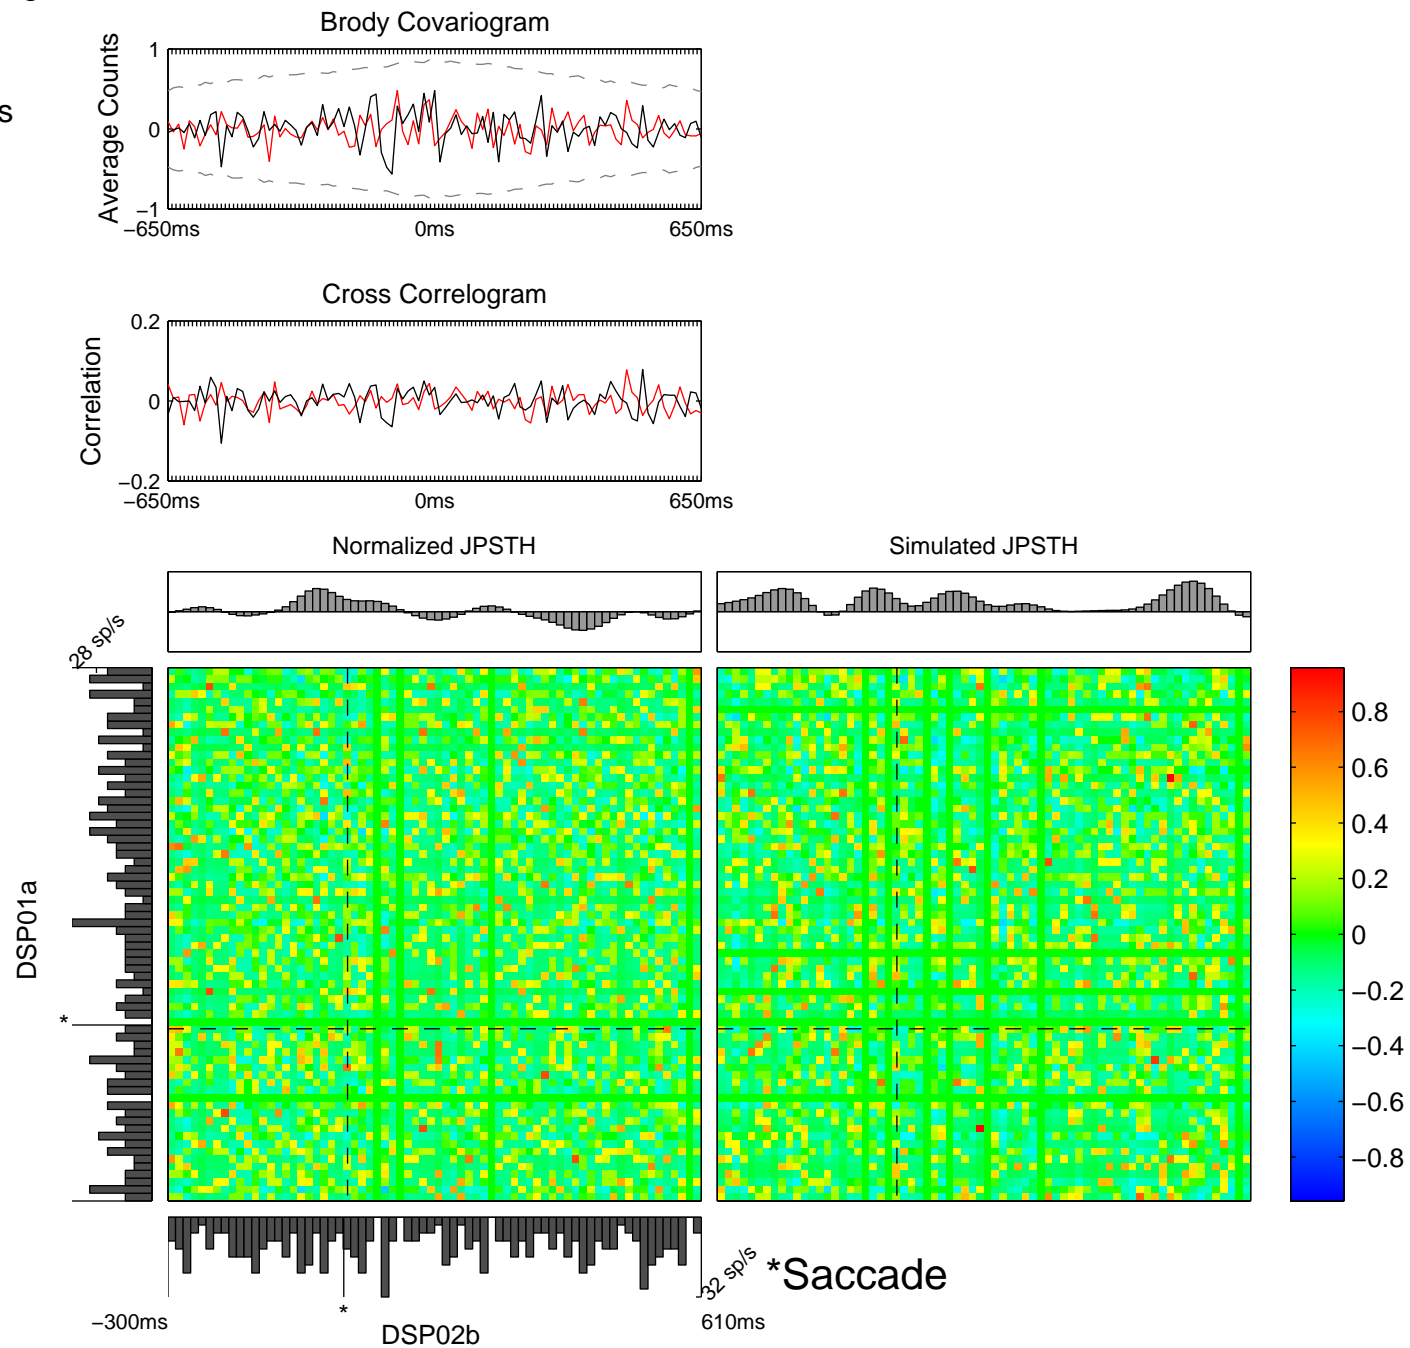 g
Brody Covariogram
s
Average Counts
1
0
−1
−650ms
0ms
650ms
Cross Correlogram
Correlation
0.2
0
−0.2
−650ms
0ms
650ms
Normalized JPSTH
Simulated JPSTH
28 sp/s
DSP01a
*
0.8
0.6
0.4
0.2
0
−0.2
−0.4
−0.6
−0.8
32 sp/s
*Saccade
*
−300ms
DSP02b
610ms